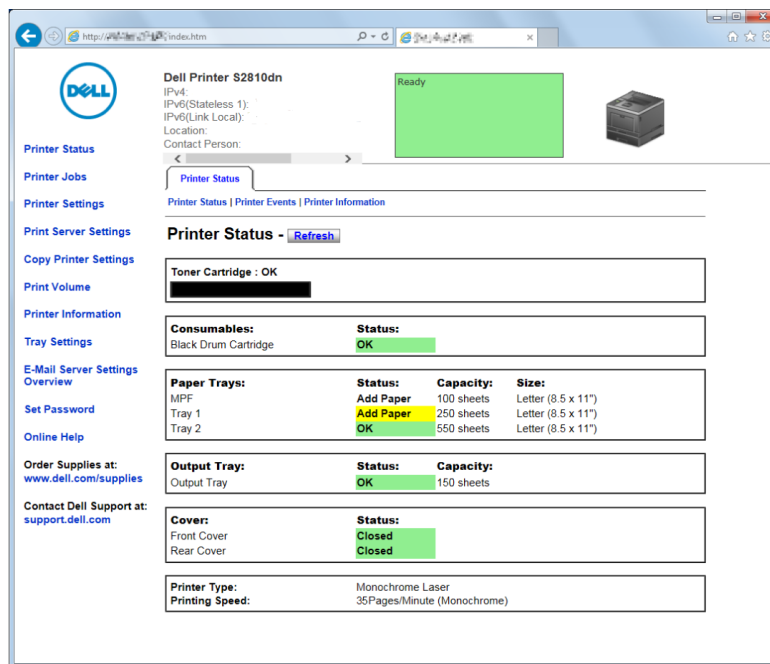 http:// index.htm
DELL
Dell Printer S2810dn
IPv4:
IPv6(Stateless 1):
IPv6(Link Local):
Location:
Contact Person:
Ready
Printer Status
Printer Jobs
Printer Settings
Print Server Settings
Copy Printer Settings
Print Volume
Printer Information
Tray Settings
E-Mail Server Settings
Overview
Set Password
Online Help
Order Supplies at:
www.dell.com/supplies
Contact Dell Support at:
support.dell.com
Printer Status
Printer Status | Printer Events | Printer Information
Printer Status - Refresh
Toner Cartridge : OK
Consumables: Status:
Black Drum Cartridge OK
Paper Trays: Status: Capacity: Size:
MPF Add Paper 100 sheets Letter (8.5 x 11")
Tray 1 Add Paper 250 sheets Letter (8.5 x 11")
Tray 2 OK 550 sheets Letter (8.5 x 11")
Output Tray: Status: Capacity:
Output Tray OK 150 sheets
Cover: Status:
Front Cover Closed
Rear Cover Closed
Printer Type: Monochrome Laser
Printing Speed: 35Pages/Minute (Monochrome)